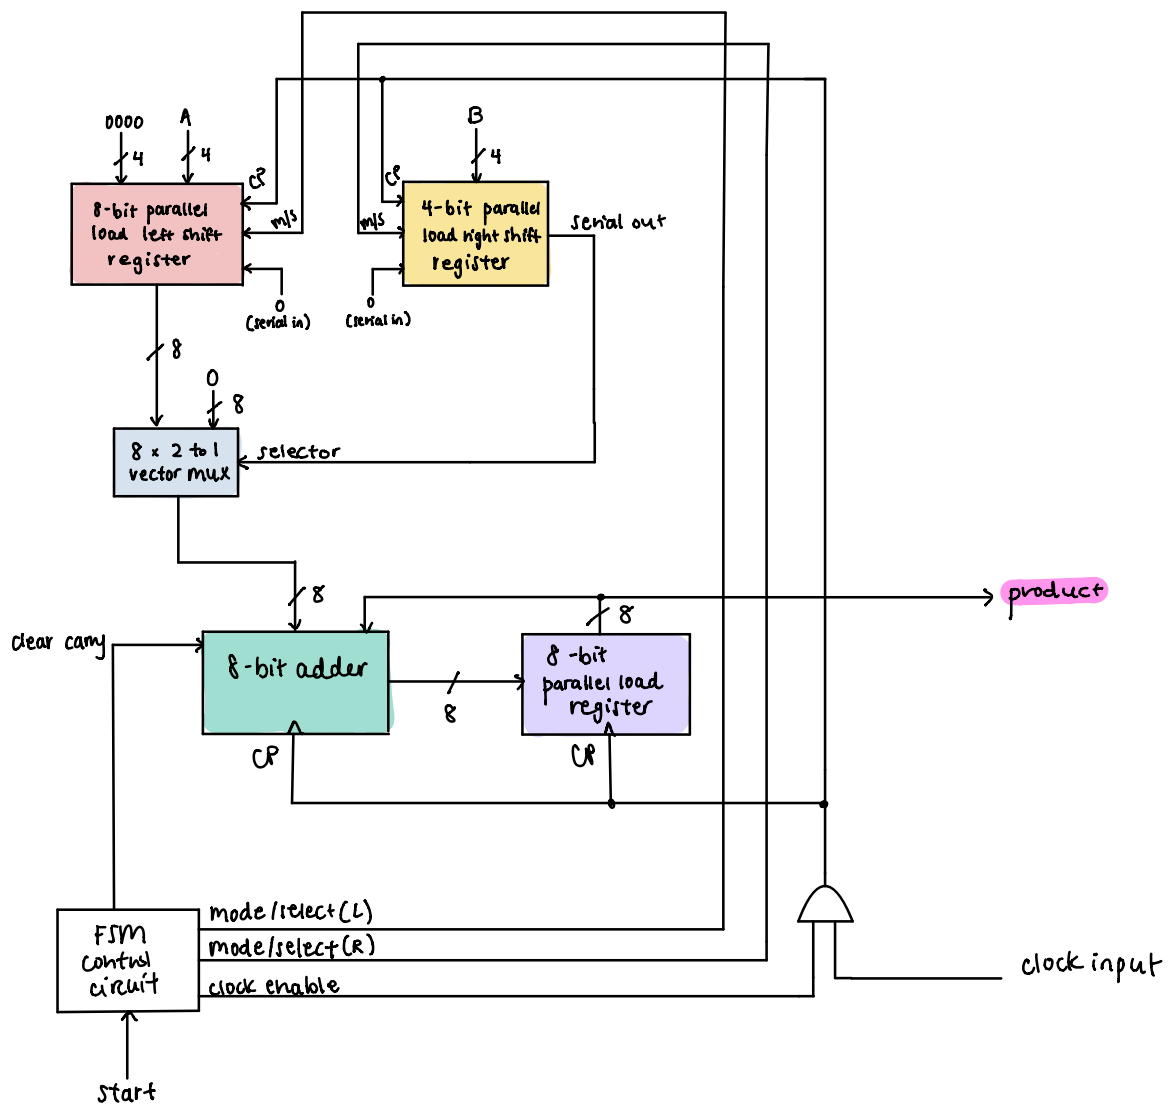 0000
A
B
4
4
4
CP
CP
8-bit parallel
load left shift
register
m/s
m/s
4-bit parallel
load right shift
register
serial out
0
(serial in)
0
(serial in)
8
0
8
8 x 2 to 1
vector mux
selector
8
8
product
clear carry
8-bit adder
8
8-bit
parallel load
register
CP
CP
FSM
control
circuit
mode/select (L)
mode/select (R)
clock enable
clock input
start